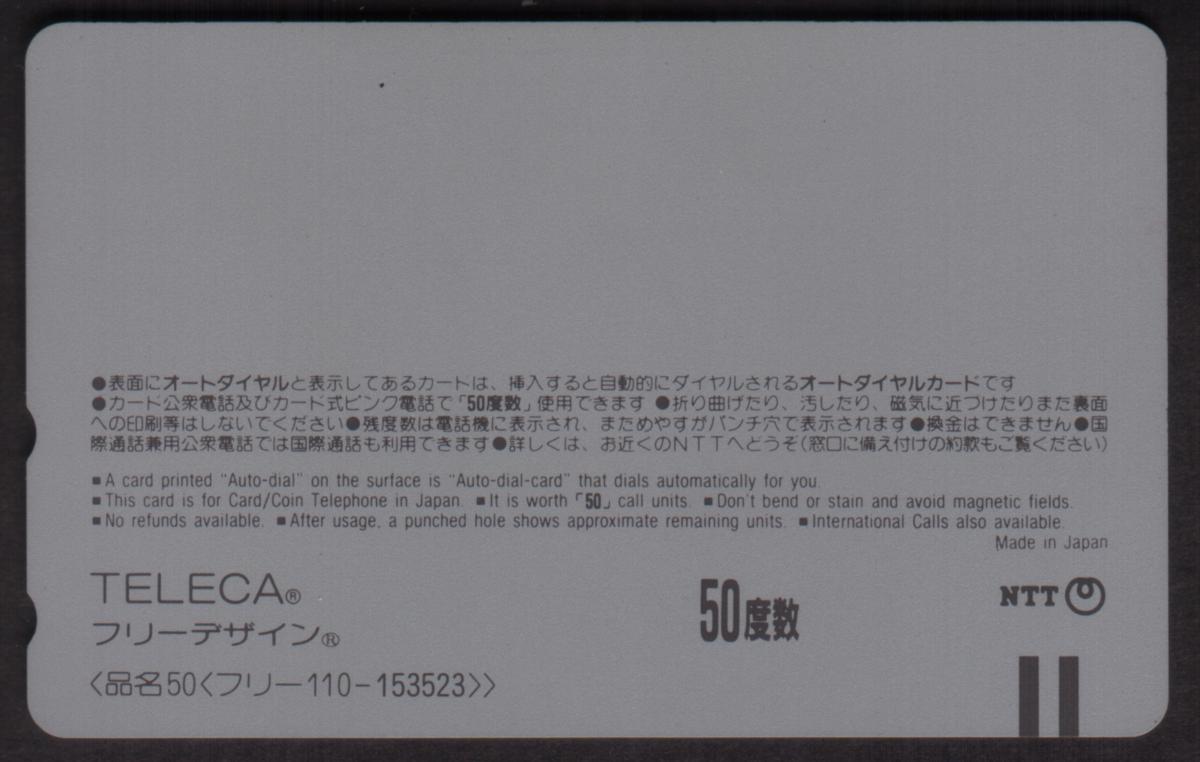 ●表面にオートダイヤルと表示してあるカートは、挿入すると自動的にダイヤルされるオートダイヤルカードです
●カード公衆電話及びカード式ピンク電話で「50度数」使用できます ●折り曲げたり、汚したり、磁気に近づけたりまた裏面
への印刷等はしないでください●残度数は電話機に表示され、まためやすがパンチ穴で表示されます●換金はできません●国
際通話兼用公衆電話では国際通話も利用できます●詳しくは、お近くのNTTへどうぞ(窓口に備え付けの約款もご覧ください)
■A card printed "Auto-dial" on the surface is "Auto-dial-card" that dials automatically for you.
■This card is for Card/Coin Telephone in Japan. ■It is worth「50」call units. ■Don't bend or stain and avoid magnetic fields.
■No refunds available. ■After usage, a punched hole shows approximate remaining units. ■International Calls also available.
Made in Japan
TELECA®
フリーデザイン®
50度数
NTT
〈品名50〈フリー110-153523〉〉